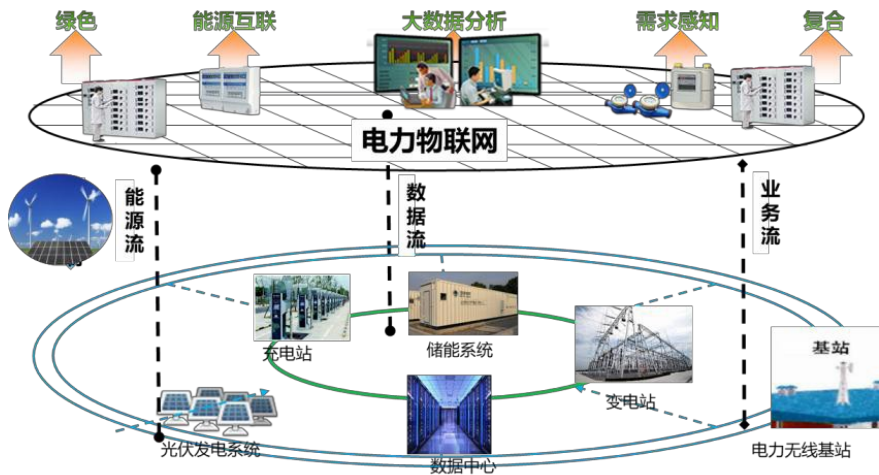 绿色
能源互联
大数据分析
需求感知
复合
电力物联网
能源流
数据流
业务流
充电站
储能系统
基站
变电站
光伏发电系统
数据中心
电力无线基站